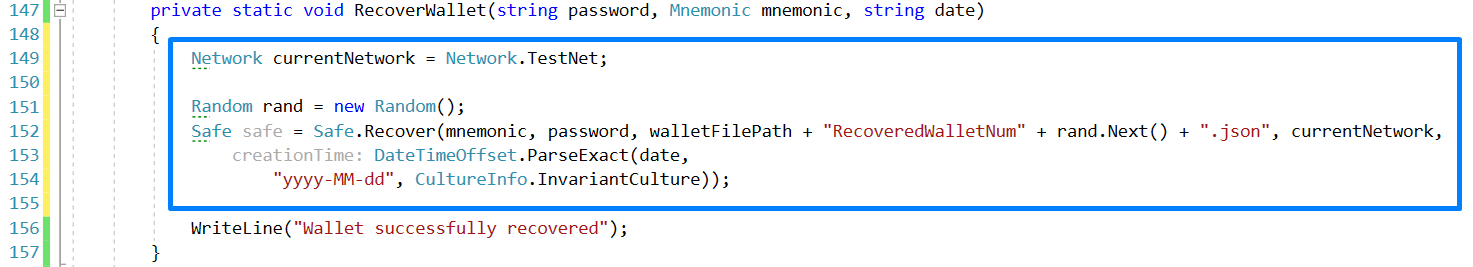 147 private static void RecoverWallet(string password, Mnemonic mnemonic, string date)
148 {
149 Network currentNetwork = Network.TestNet;
150
151 Random rand = new Random();
152 Safe safe = Safe.Recover(mnemonic, password, walletFilePath + "RecoveredWalletNum" + rand.Next() + ".json", currentNetwork,
153 creationTime: DateTimeOffset.ParseExact(date,
154 "yyyy-MM-dd", CultureInfo.InvariantCulture));
155
156 WriteLine("Wallet successfully recovered");
157 }